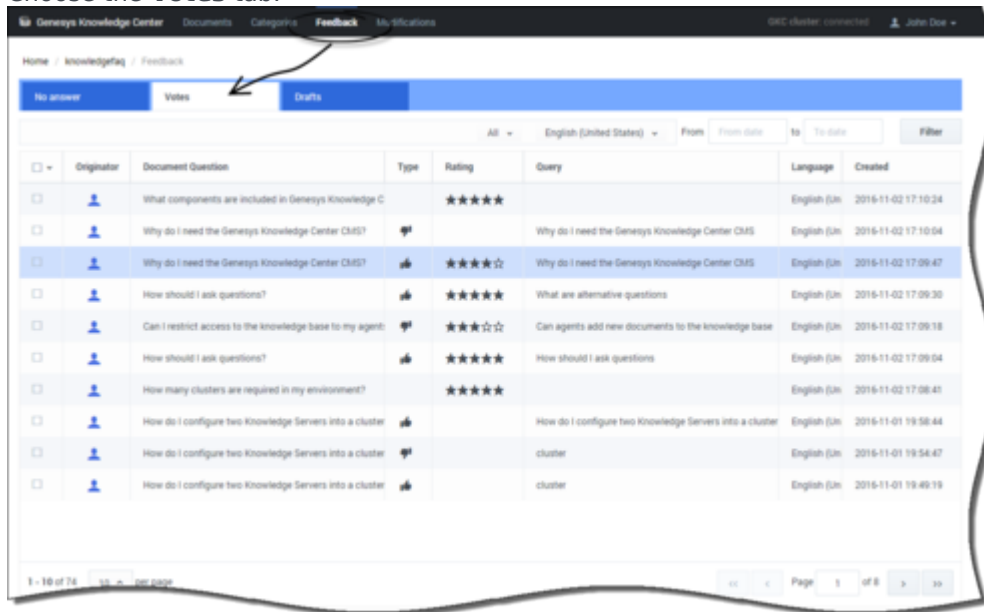 Genesys Knowledge Center Documents Categories Feedback GKC cluster: connected John Doe
Home / knowledgefaq / Feedback
No answer Votes Drafts
All English (United States) From From date to To date Filter
Originator Document Question Type Rating Query Language Created
What components are included in Genesys Knowledge C English (Un 2016-11-02 17:10:24
Why do I need the Genesys Knowledge Center CMS? Why do I need the Genesys Knowledge Center CMS English (Un 2016-11-02 17:10:04
Why do I need the Genesys Knowledge Center CMS? Why do I need the Genesys Knowledge Center CMS English (Un 2016-11-02 17:09:47
How should I ask questions? What are alternative questions English (Un 2016-11-02 17:09:30
Can I restrict access to the knowledge base to my agents Can agents add new documents to the knowledge base English (Un 2016-11-02 17:09:18
How should I ask questions? How should I ask questions English (Un 2016-11-02 17:09:04
How many clusters are required in my environment? English (Un 2016-11-02 17:08:41
How do I configure two Knowledge Servers into a cluster How do I configure two Knowledge Servers into a cluster English (Un 2016-11-01 19:58:44
How do I configure two Knowledge Servers into a cluster cluster English (Un 2016-11-01 19:54:47
How do I configure two Knowledge Servers into a cluster cluster English (Un 2016-11-01 19:49:19
1 - 10 of 74 10 per page Page 1 of 8